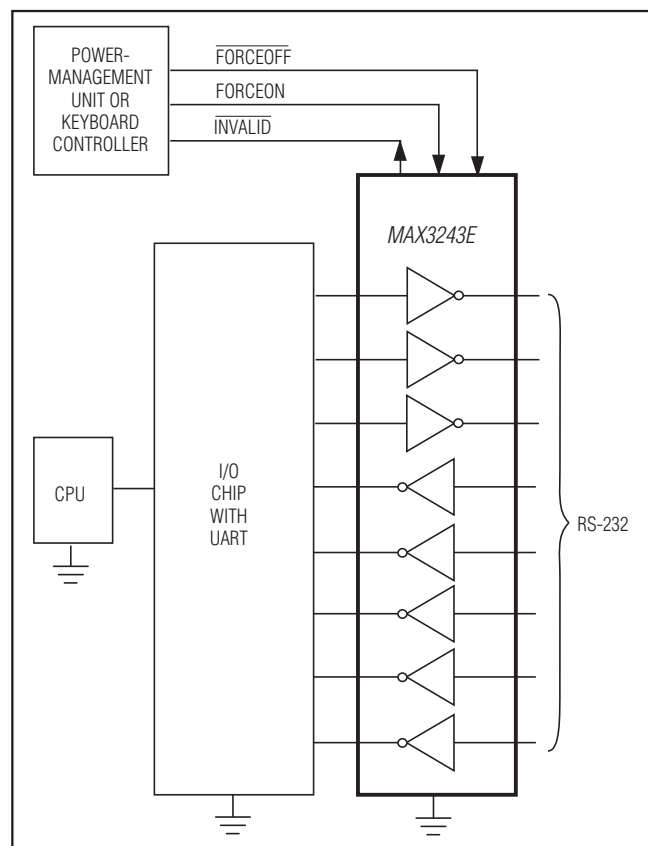 POWER-
MANAGEMENT
UNIT OR
KEYBOARD
CONTROLLER
FORCEOFF
FORCEON
INVALID
MAX3243E
CPU
I/O
CHIP
WITH
UART
RS-232